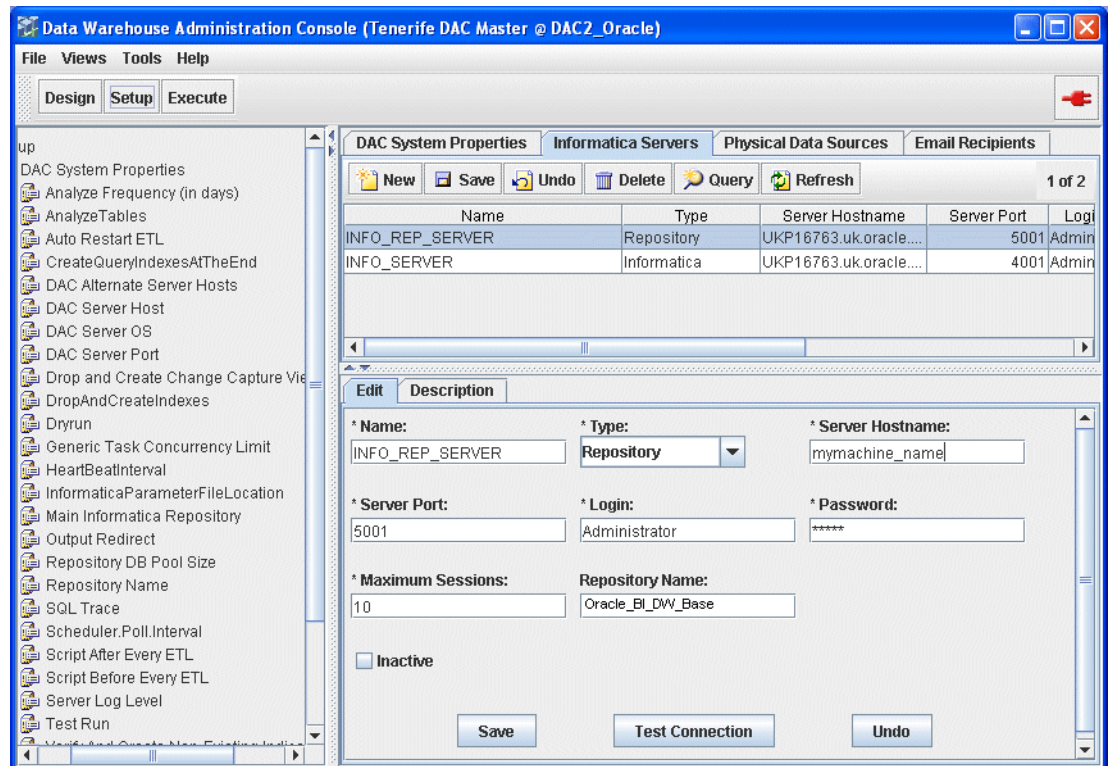 Data Warehouse Administration Console (Tenerife DAC Master @ DAC2_Oracle)
File Views Tools Help
Design Setup Execute
up
DAC System Properties
Analyze Frequency (in days)
AnalyzeTables
Auto Restart ETL
CreateQueryIndexesAtTheEnd
DAC Alternate Server Hosts
DAC Server Host
DAC Server OS
DAC Server Port
Drop and Create Change Capture Vie
DropAndCreateIndexes
Dryrun
Generic Task Concurrency Limit
HeartBeatInterval
InformaticaParameterFileLocation
Main Informatica Repository
Output Redirect
Repository DB Pool Size
Repository Name
SQL Trace
Scheduler.Poll.Interval
Script After Every ETL
Script Before Every ETL
Server Log Level
Test Run
DAC System Properties Informatica Servers Physical Data Sources Email Recipients
New Save Undo Delete Query Refresh 1 of 2
Name Type Server Hostname Server Port Logi
INFO_REP_SERVER Repository UKP16763.uk.oracle.... 5001 Admin
INFO_SERVER Informatica UKP16763.uk.oracle.... 4001 Admin
Edit Description
* Name: * Type: * Server Hostname:
INFO_REP_SERVER Repository mymachine_name
* Server Port: * Login: * Password:
5001 Administrator *****
* Maximum Sessions: Repository Name:
10 Oracle_BI_DW_Base
Inactive
Save Test Connection Undo